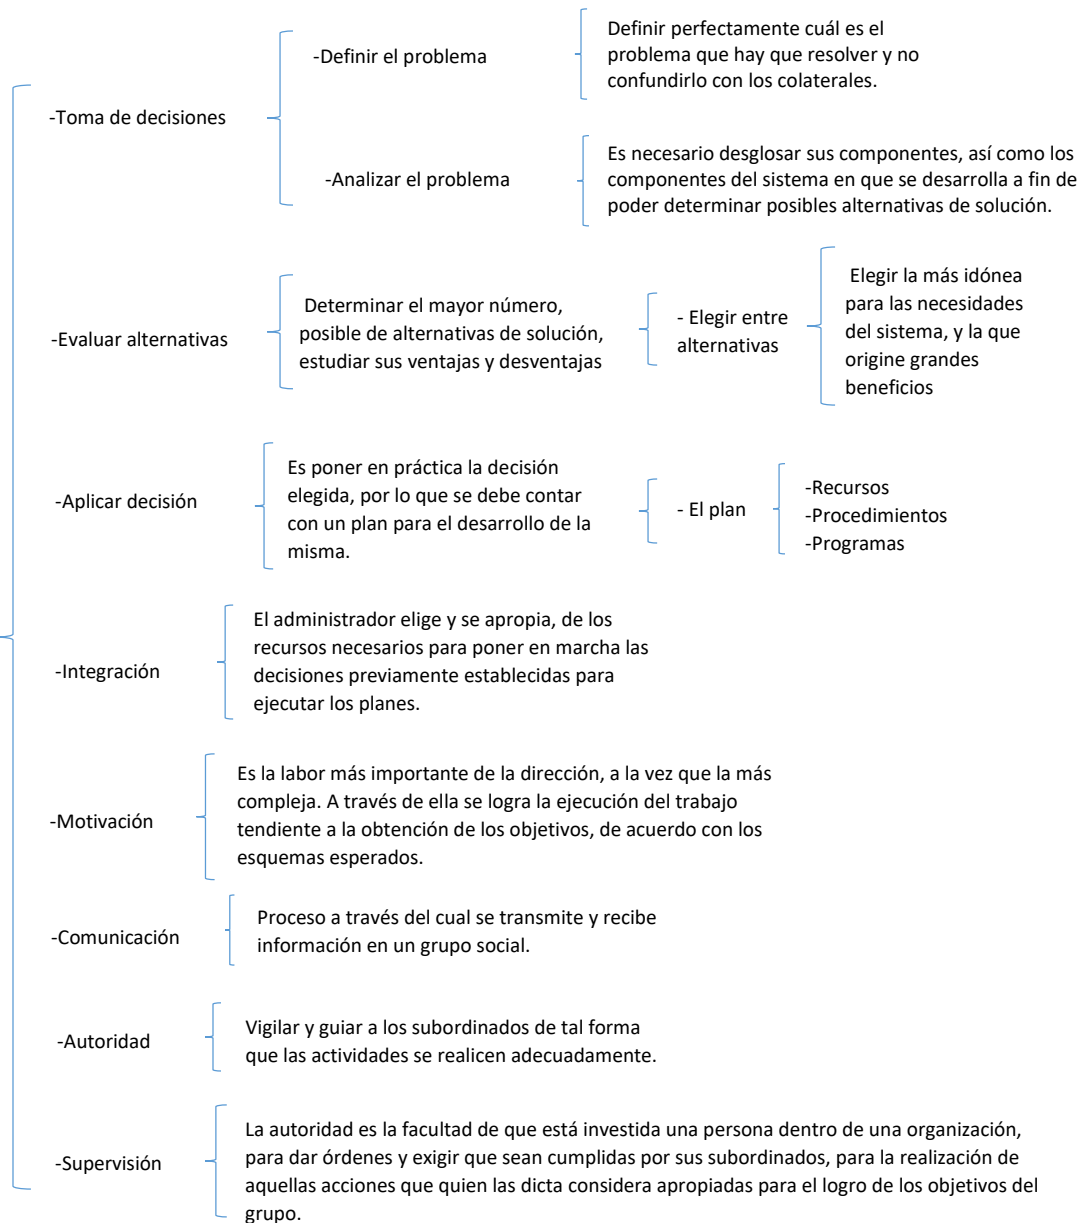 -Toma de decisiones
-Definir el problema
Definir perfectamente cuál es el
problema que hay que resolver y no
confundirlo con los colaterales.
-Analizar el problema
Es necesario desglosar sus componentes, así como los
componentes del sistema en que se desarrolla a fin de
poder determinar posibles alternativas de solución.
-Evaluar alternativas
Determinar el mayor número,
posible de alternativas de solución,
estudiar sus ventajas y desventajas
- Elegir entre
alternativas
Elegir la más idónea
para las necesidades
del sistema, y la que
origine grandes
beneficios
-Aplicar decisión
Es poner en práctica la decisión
elegida, por lo que se debe contar
con un plan para el desarrollo de la
misma.
- El plan
-Recursos
-Procedimientos
-Programas
-Integración
El administrador elige y se apropia, de los
recursos necesarios para poner en marcha las
decisiones previamente establecidas para
ejecutar los planes.
-Motivación
Es la labor más importante de la dirección, a la vez que la más
compleja. A través de ella se logra la ejecución del trabajo
tendiente a la obtención de los objetivos, de acuerdo con los
esquemas esperados.
-Comunicación
Proceso a través del cual se transmite y recibe
información en un grupo social.
-Autoridad
Vigilar y guiar a los subordinados de tal forma
que las actividades se realicen adecuadamente.
-Supervisión
La autoridad es la facultad de que está investida una persona dentro de una organización,
para dar órdenes y exigir que sean cumplidas por sus subordinados, para la realización de
aquellas acciones que quien las dicta considera apropiadas para el logro de los objetivos del
grupo.